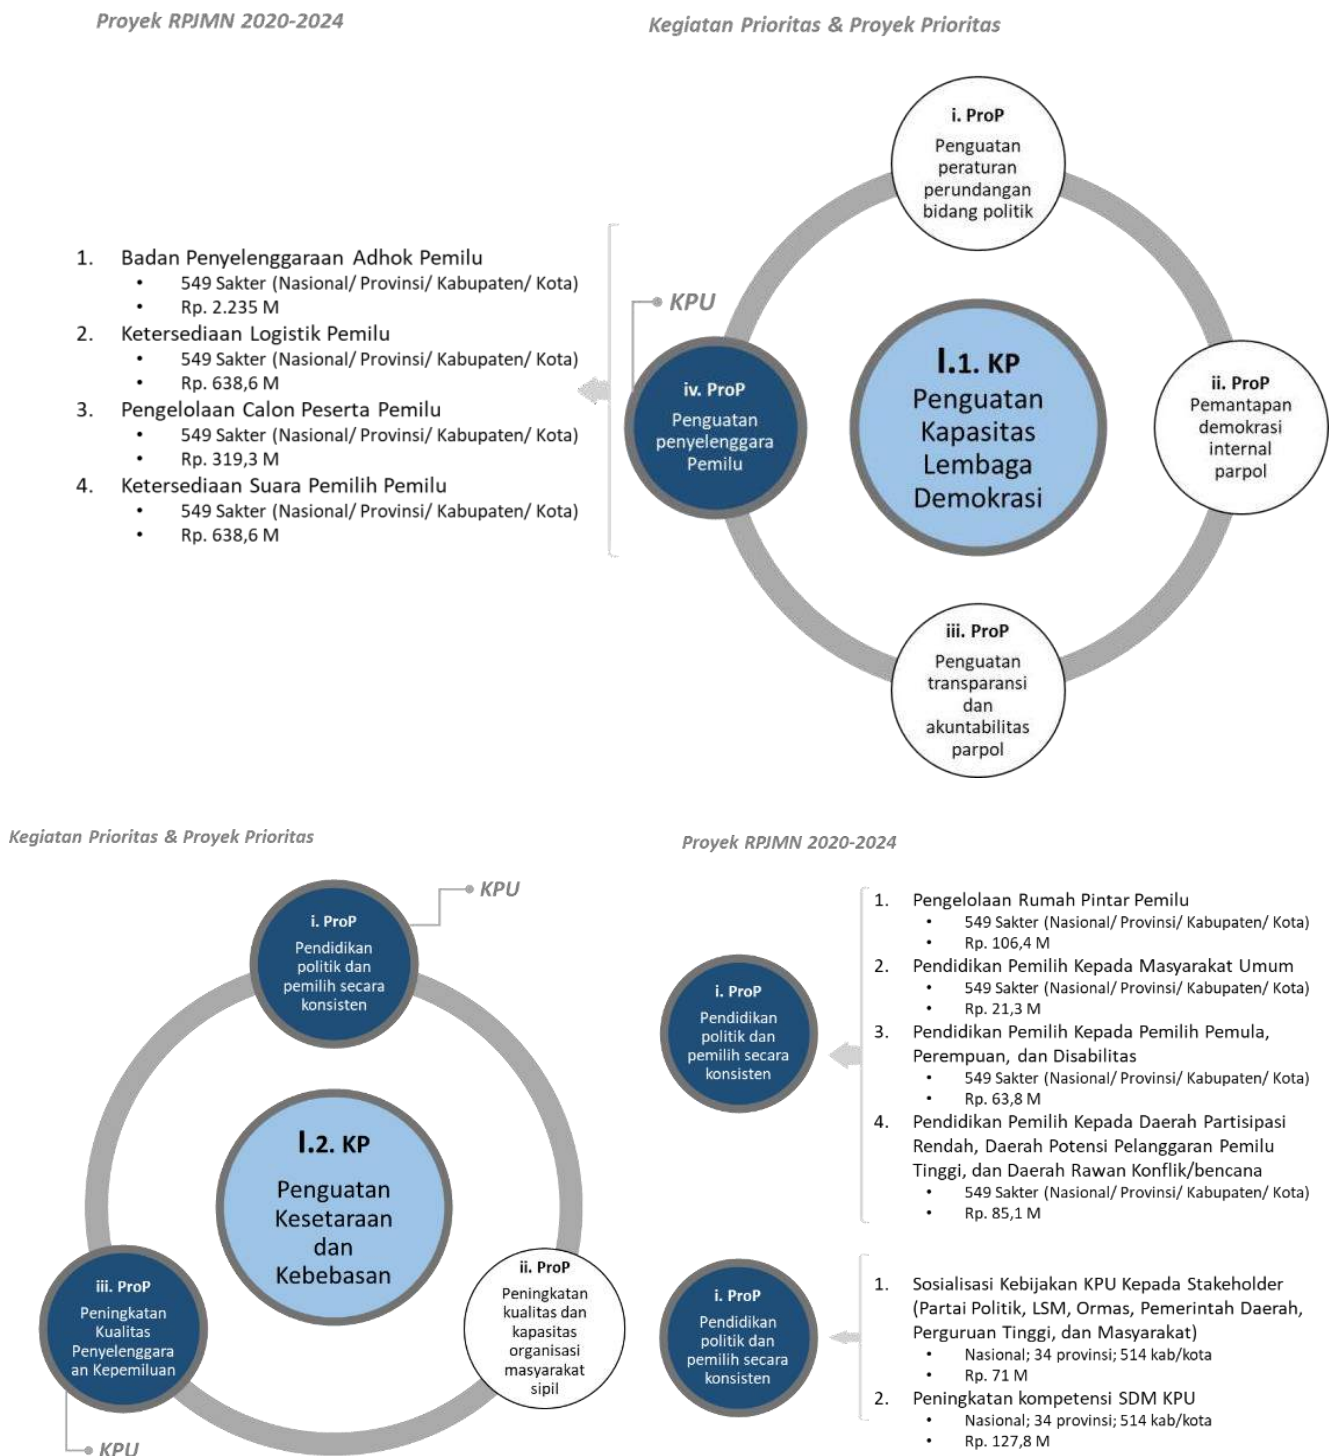 Proyek RPJMN 2020-2024
Kegiatan Prioritas & Proyek Prioritas
1. Badan Penyelenggaraan Adhok Pemilu
• 549 Sakter (Nasional/ Provinsi/ Kabupaten/ Kota)
• Rp. 2.235 M
2. Ketersediaan Logistik Pemilu
• 549 Sakter (Nasional/ Provinsi/ Kabupaten/ Kota)
• Rp. 638,6 M
3. Pengelolaan Calon Peserta Pemilu
• 549 Sakter (Nasional/ Provinsi/ Kabupaten/ Kota)
• Rp. 319,3 M
4. Ketersediaan Suara Pemilih Pemilu
• 549 Sakter (Nasional/ Provinsi/ Kabupaten/ Kota)
• Rp. 638,6 M
KPU
i. ProP
Penguatan
peraturan
perundangan
bidang politik
I.1. KP
Penguatan
Kapasitas
Lembaga
Demokrasi
ii. ProP
Pemantapan
demokrasi
internal
parpol
iii. ProP
Penguatan
transparansi
dan
akuntabilitas
parpol
iv. ProP
Penguatan
penyelenggara
Pemilu
Kegiatan Prioritas & Proyek Prioritas
KPU
i. ProP
Pendidikan
politik dan
pemilih secara
konsisten
I.2. KP
Penguatan
Kesetaraan
dan
Kebebasan
ii. ProP
Peningkatan
kualitas dan
kapasitas
organisasi
masyarakat
sipil
iii. ProP
Peningkatan
Kualitas
Penyelenggara
an Kepemiluan
KPU
Proyek RPJMN 2020-2024
i. ProP
Pendidikan
politik dan
pemilih secara
konsisten
1. Pengelolaan Rumah Pintar Pemilu
• 549 Sakter (Nasional/ Provinsi/ Kabupaten/ Kota)
• Rp. 106,4 M
2. Pendidikan Pemilih Kepada Masyarakat Umum
• 549 Sakter (Nasional/ Provinsi/ Kabupaten/ Kota)
• Rp. 21,3 M
3. Pendidikan Pemilih Kepada Pemilih Pemula,
Perempuan, dan Disabilitas
• 549 Sakter (Nasional/ Provinsi/ Kabupaten/ Kota)
• Rp. 63,8 M
4. Pendidikan Pemilih Kepada Daerah Partisipasi
Rendah, Daerah Potensi Pelanggaran Pemilu
Tinggi, dan Daerah Rawan Konflik/bencana
• 549 Sakter (Nasional/ Provinsi/ Kabupaten/ Kota)
• Rp. 85,1 M
i. ProP
Pendidikan
politik dan
pemilih secara
konsisten
1. Sosialisasi Kebijakan KPU Kepada Stakeholder
(Partai Politik, LSM, Ormas, Pemerintah Daerah,
Perguruan Tinggi, dan Masyarakat)
• Nasional; 34 provinsi; 514 kab/kota
• Rp. 71 M
2. Peningkatan kompetensi SDM KPU
• Nasional; 34 provinsi; 514 kab/kota
• Rp. 127,8 M